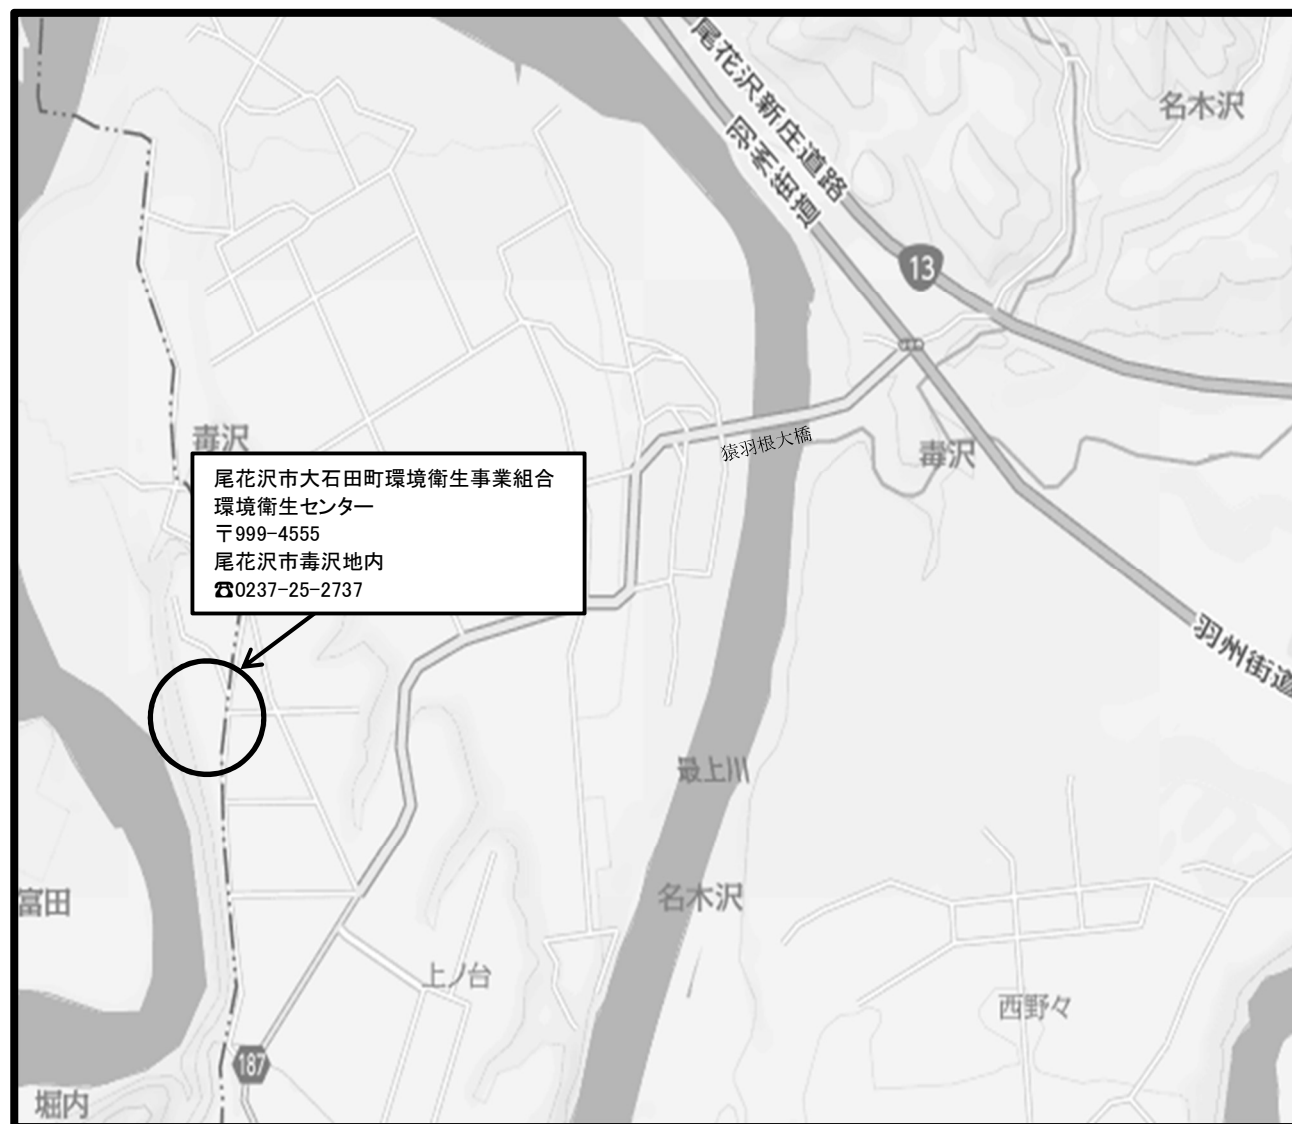 尾花沢新庄道路
名木沢
羽州街道
13
毒沢
猿羽根大橋
毒沢
尾花沢市大石田町環境衛生事業組合
環境衛生センター
〒999-4555
尾花沢市毒沢地内
☎0237-25-2737
羽州街道
最上川
富田
名木沢
上ノ台
西野々
187
堀内